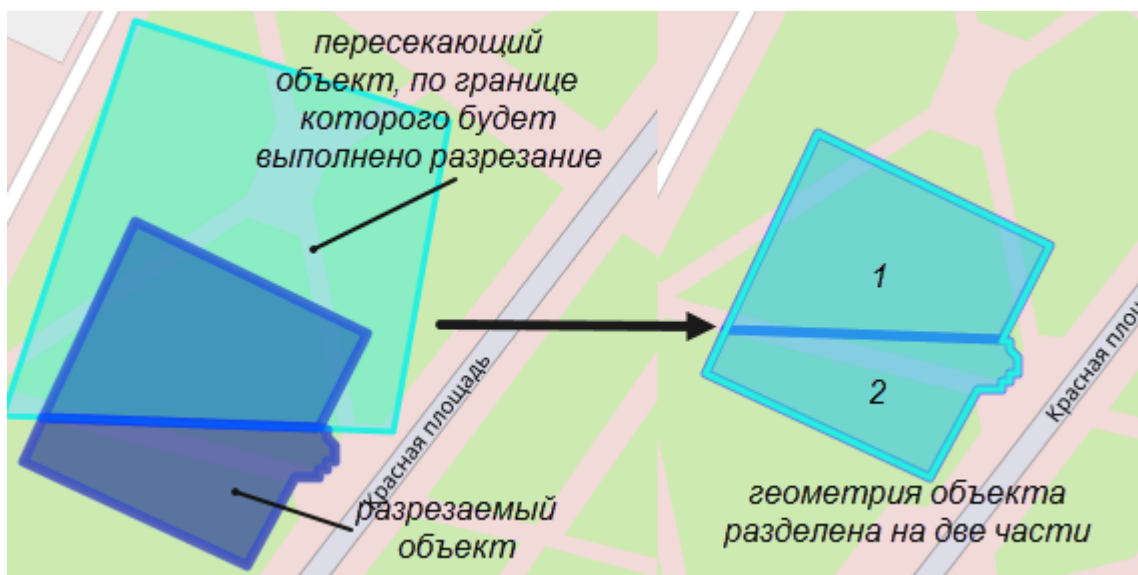 пересекающий
объект, по границе
которого будет
выполнено разрезание
Красная площадь
разрезаемый
объект
1
2
Красная площ
геометрия объекта
разделена на две части